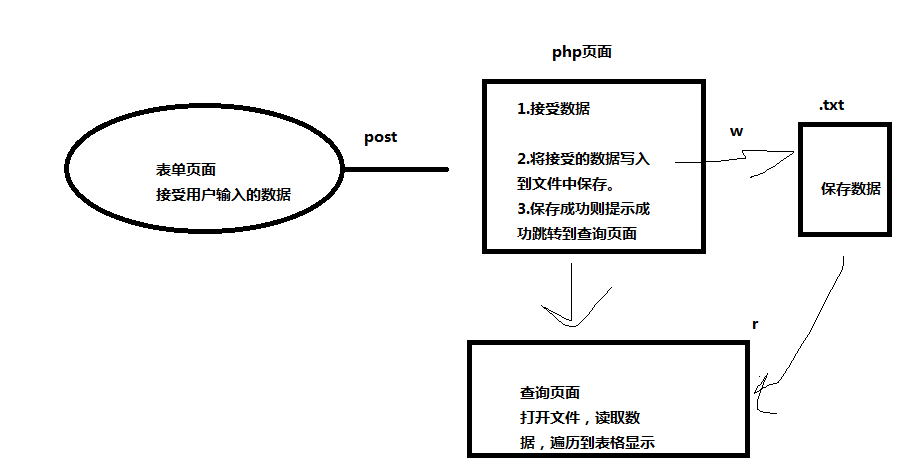 php页面
.txt
1.接受数据
post
w
表单页面
接受用户输入的数据
2.将接受的数据写入
到文件中保存。
3.保存成功则提示成
功跳转到查询页面
保存数据
r
查询页面
打开文件，读取数
据，遍历到表格显示